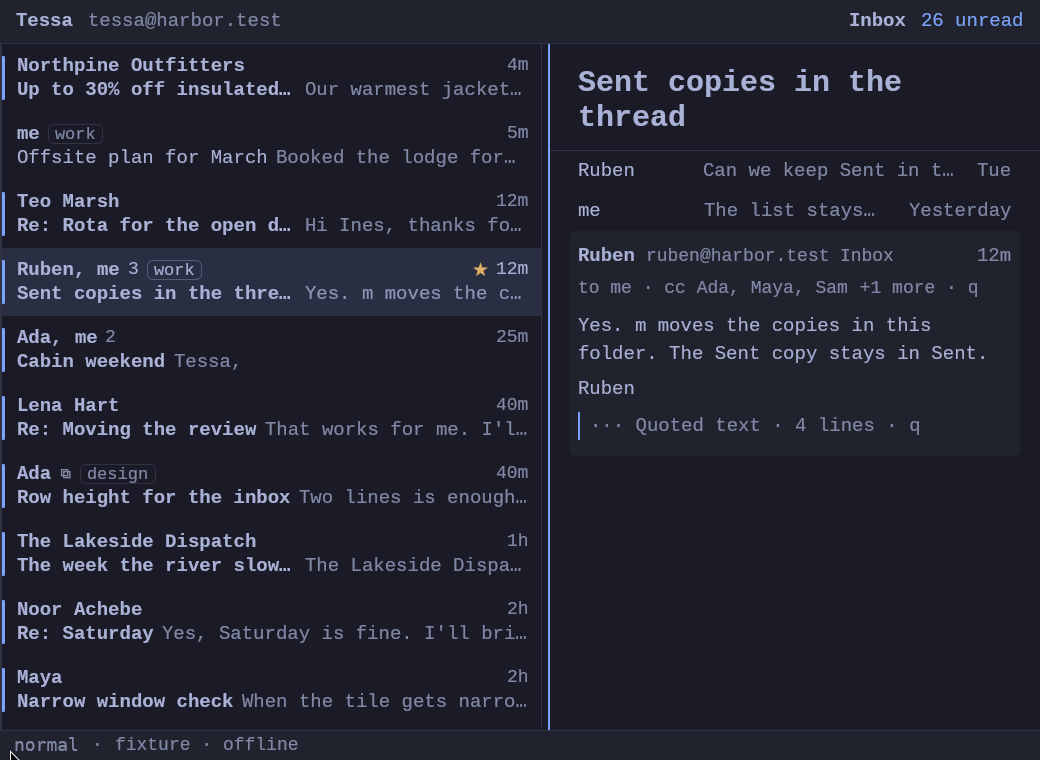 Tessa tessa@harbor.test
Inbox 26 unread
Northpine Outfitters 4m
Up to 30% off insulated… Our warmest jacket…
me work 5m
Offsite plan for March Booked the lodge for…
Teo Marsh 12m
Re: Rota for the open d… Hi Ines, thanks fo…
Ruben, me 3 work ★ 12m
Sent copies in the thre… Yes. m moves the c…
Ada, me 2 25m
Cabin weekend Tessa,
Lena Hart 40m
Re: Moving the review That works for me. I'l…
Ada ⧉ design 40m
Row height for the inbox Two lines is enough…
The Lakeside Dispatch 1h
The week the river slow… The Lakeside Dispa…
Noor Achebe 2h
Re: Saturday Yes, Saturday is fine. I'll bri…
Maya 2h
Narrow window check When the tile gets narro…
Sent copies in the
thread
Ruben Can we keep Sent in t… Tue
me The list stays… Yesterday
Ruben ruben@harbor.test Inbox 12m
to me · cc Ada, Maya, Sam +1 more · q
Yes. m moves the copies in this
folder. The Sent copy stays in Sent.
Ruben
··· Quoted text · 4 lines · q
normal · fixture · offline